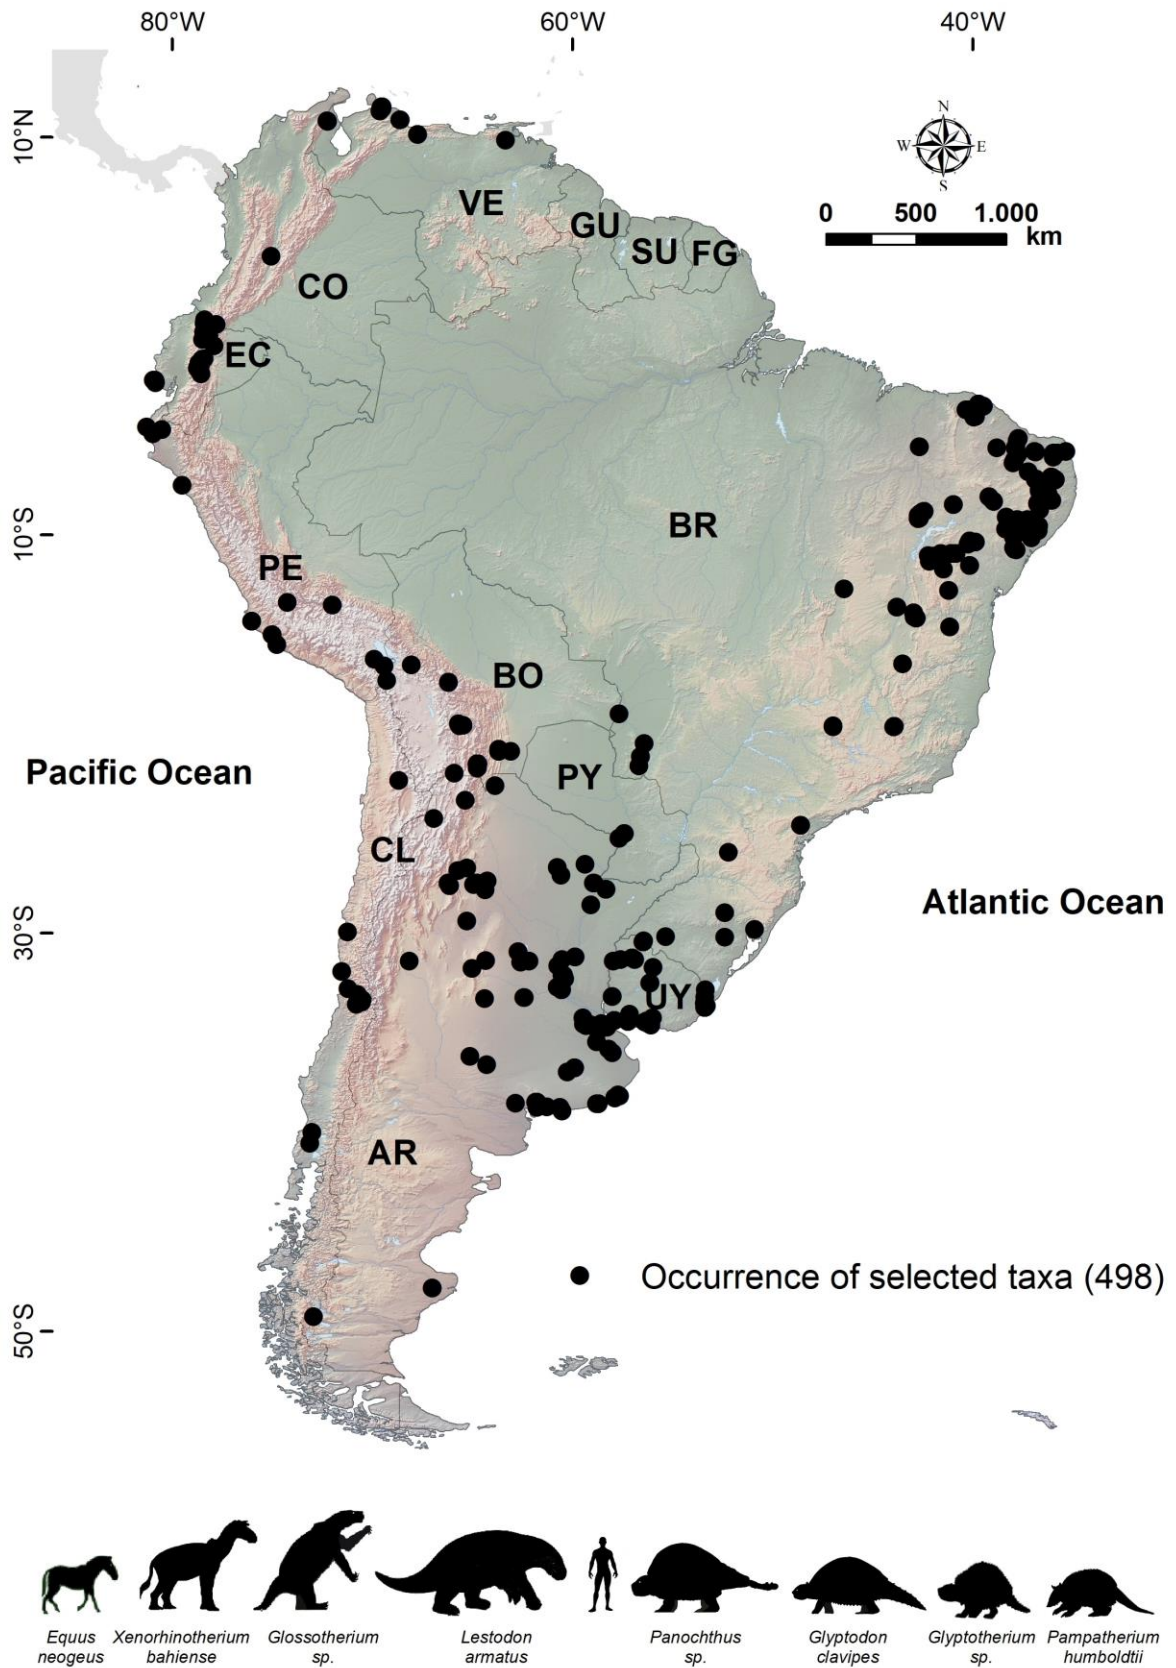 80°W 60°W 40°W
10°N
N
W E
S
0 500 1.000
km
VE
GU
SU
FG
CO
EC
BR
10°S
PE
BO
Pacific Ocean
PY
CL
Atlantic Ocean
30°S
UY
AR
Occurrence of selected taxa (498)
50°S
Equus
neogeus
Xenorhinotherium
bahiense
Glossotherium
sp.
Lestodon
armatus
Panochthus
sp.
Glyptodon
clavipes
Glyptotherium
sp.
Pampatherium
humboldtii